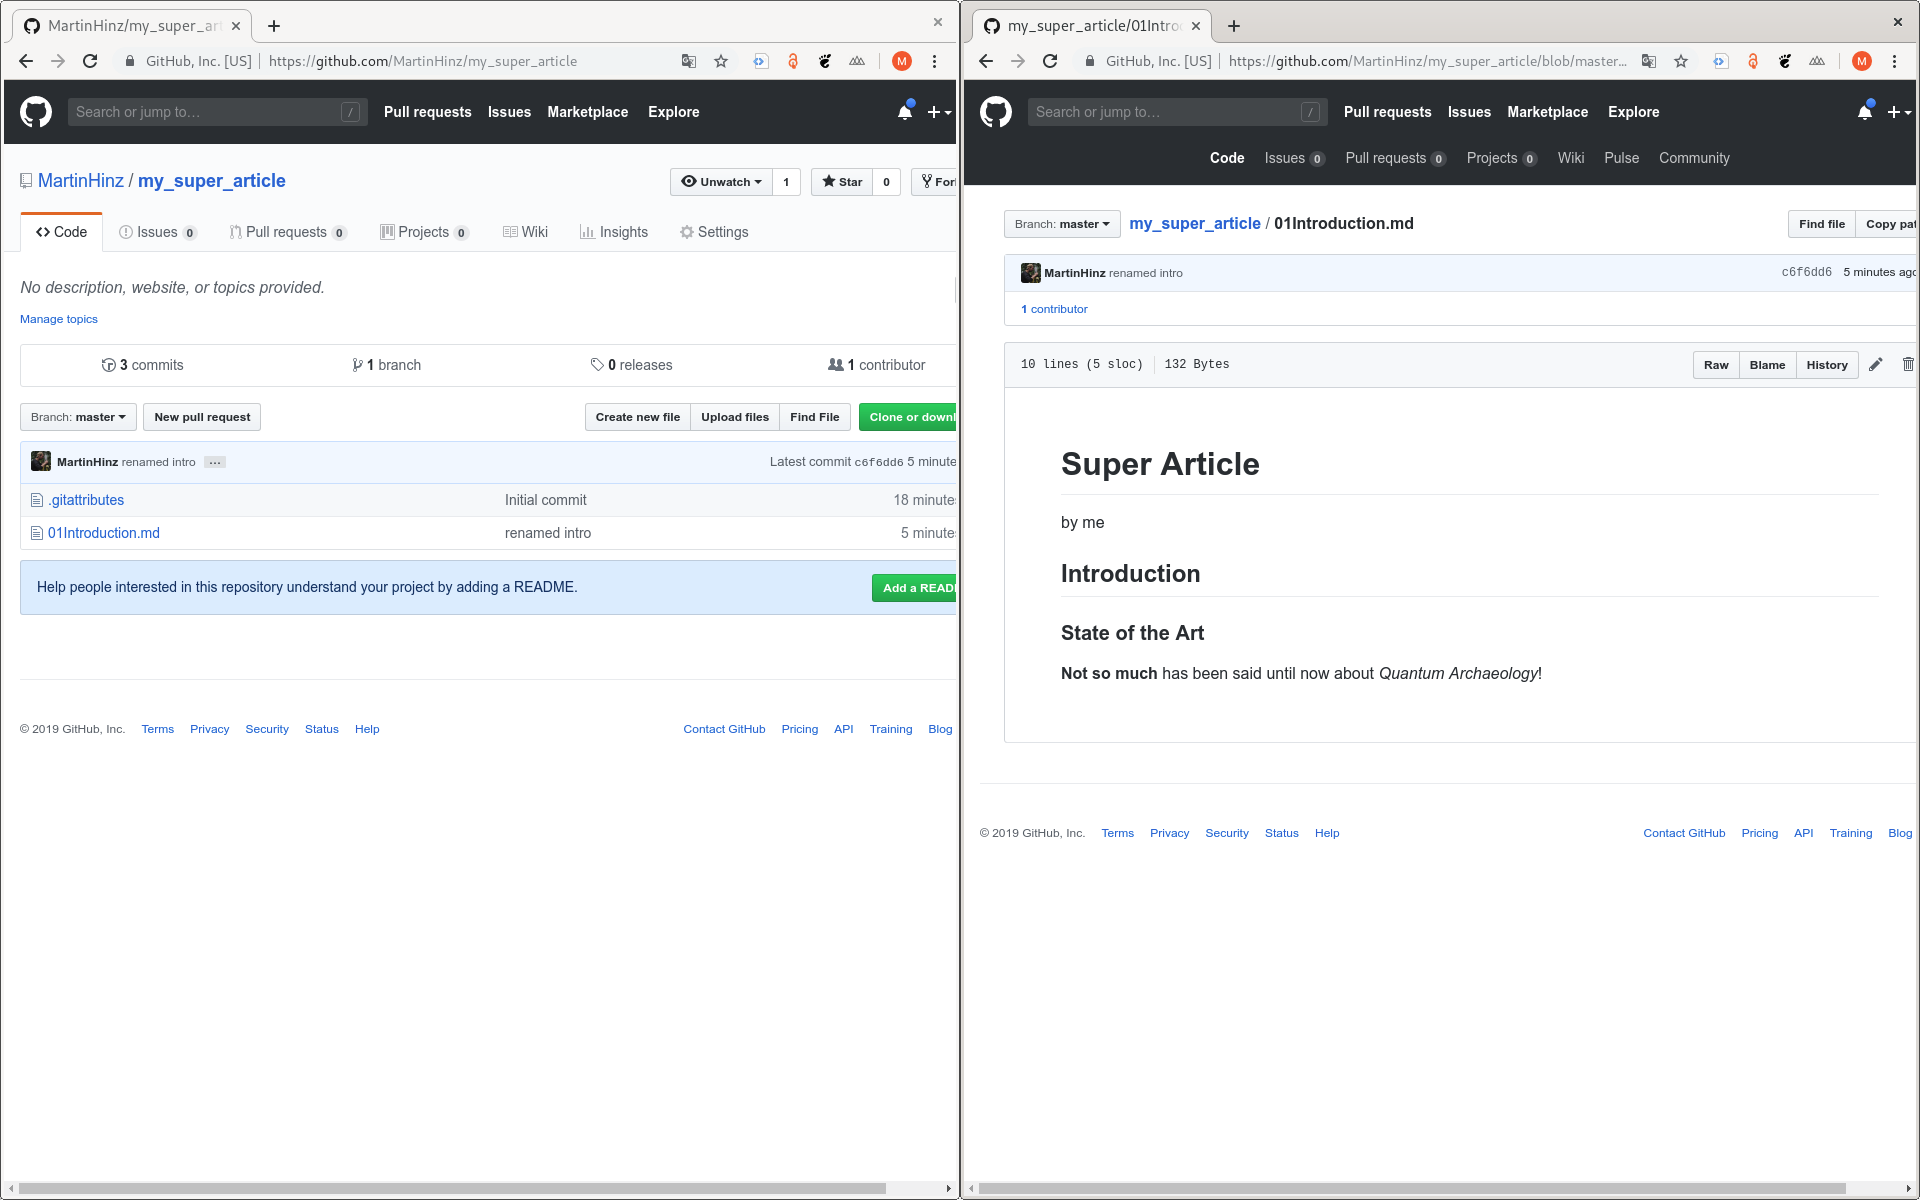 MartinHinz/my_super_art
GitHub, Inc. [US] | https://github.com/MartinHinz/my_super_article
M
Search or jump to…
/
Pull requests Issues Marketplace Explore
MartinHinz / my_super_article
Unwatch 1 Star 0 For
Code Issues 0 Pull requests 0 Projects 0 Wiki Insights Settings
No description, website, or topics provided.
Manage topics
3 commits 1 branch 0 releases 1 contributor
Branch: master New pull request Create new file Upload files Find File Clone or downl
MartinHinz renamed intro … Latest commit c6f6dd6 5 minute
.gitattributes Initial commit 18 minute
01Introduction.md renamed intro 5 minute
Help people interested in this repository understand your project by adding a README. Add a READ
© 2019 GitHub, Inc. Terms Privacy Security Status Help Contact GitHub Pricing API Training Blog
my_super_article/01Intro
GitHub, Inc. [US] | https://github.com/MartinHinz/my_super_article/blob/master...
M
Search or jump to…
/
Pull requests Issues Marketplace Explore
Code Issues 0 Pull requests 0 Projects 0 Wiki Pulse Community
Branch: master my_super_article / 01Introduction.md Find file Copy pat
MartinHinz renamed intro c6f6dd6 5 minutes ago
1 contributor
10 lines (5 sloc) 132 Bytes Raw Blame History
Super Article
by me
Introduction
State of the Art
Not so much has been said until now about Quantum Archaeology!
© 2019 GitHub, Inc. Terms Privacy Security Status Help Contact GitHub Pricing API Training Blog